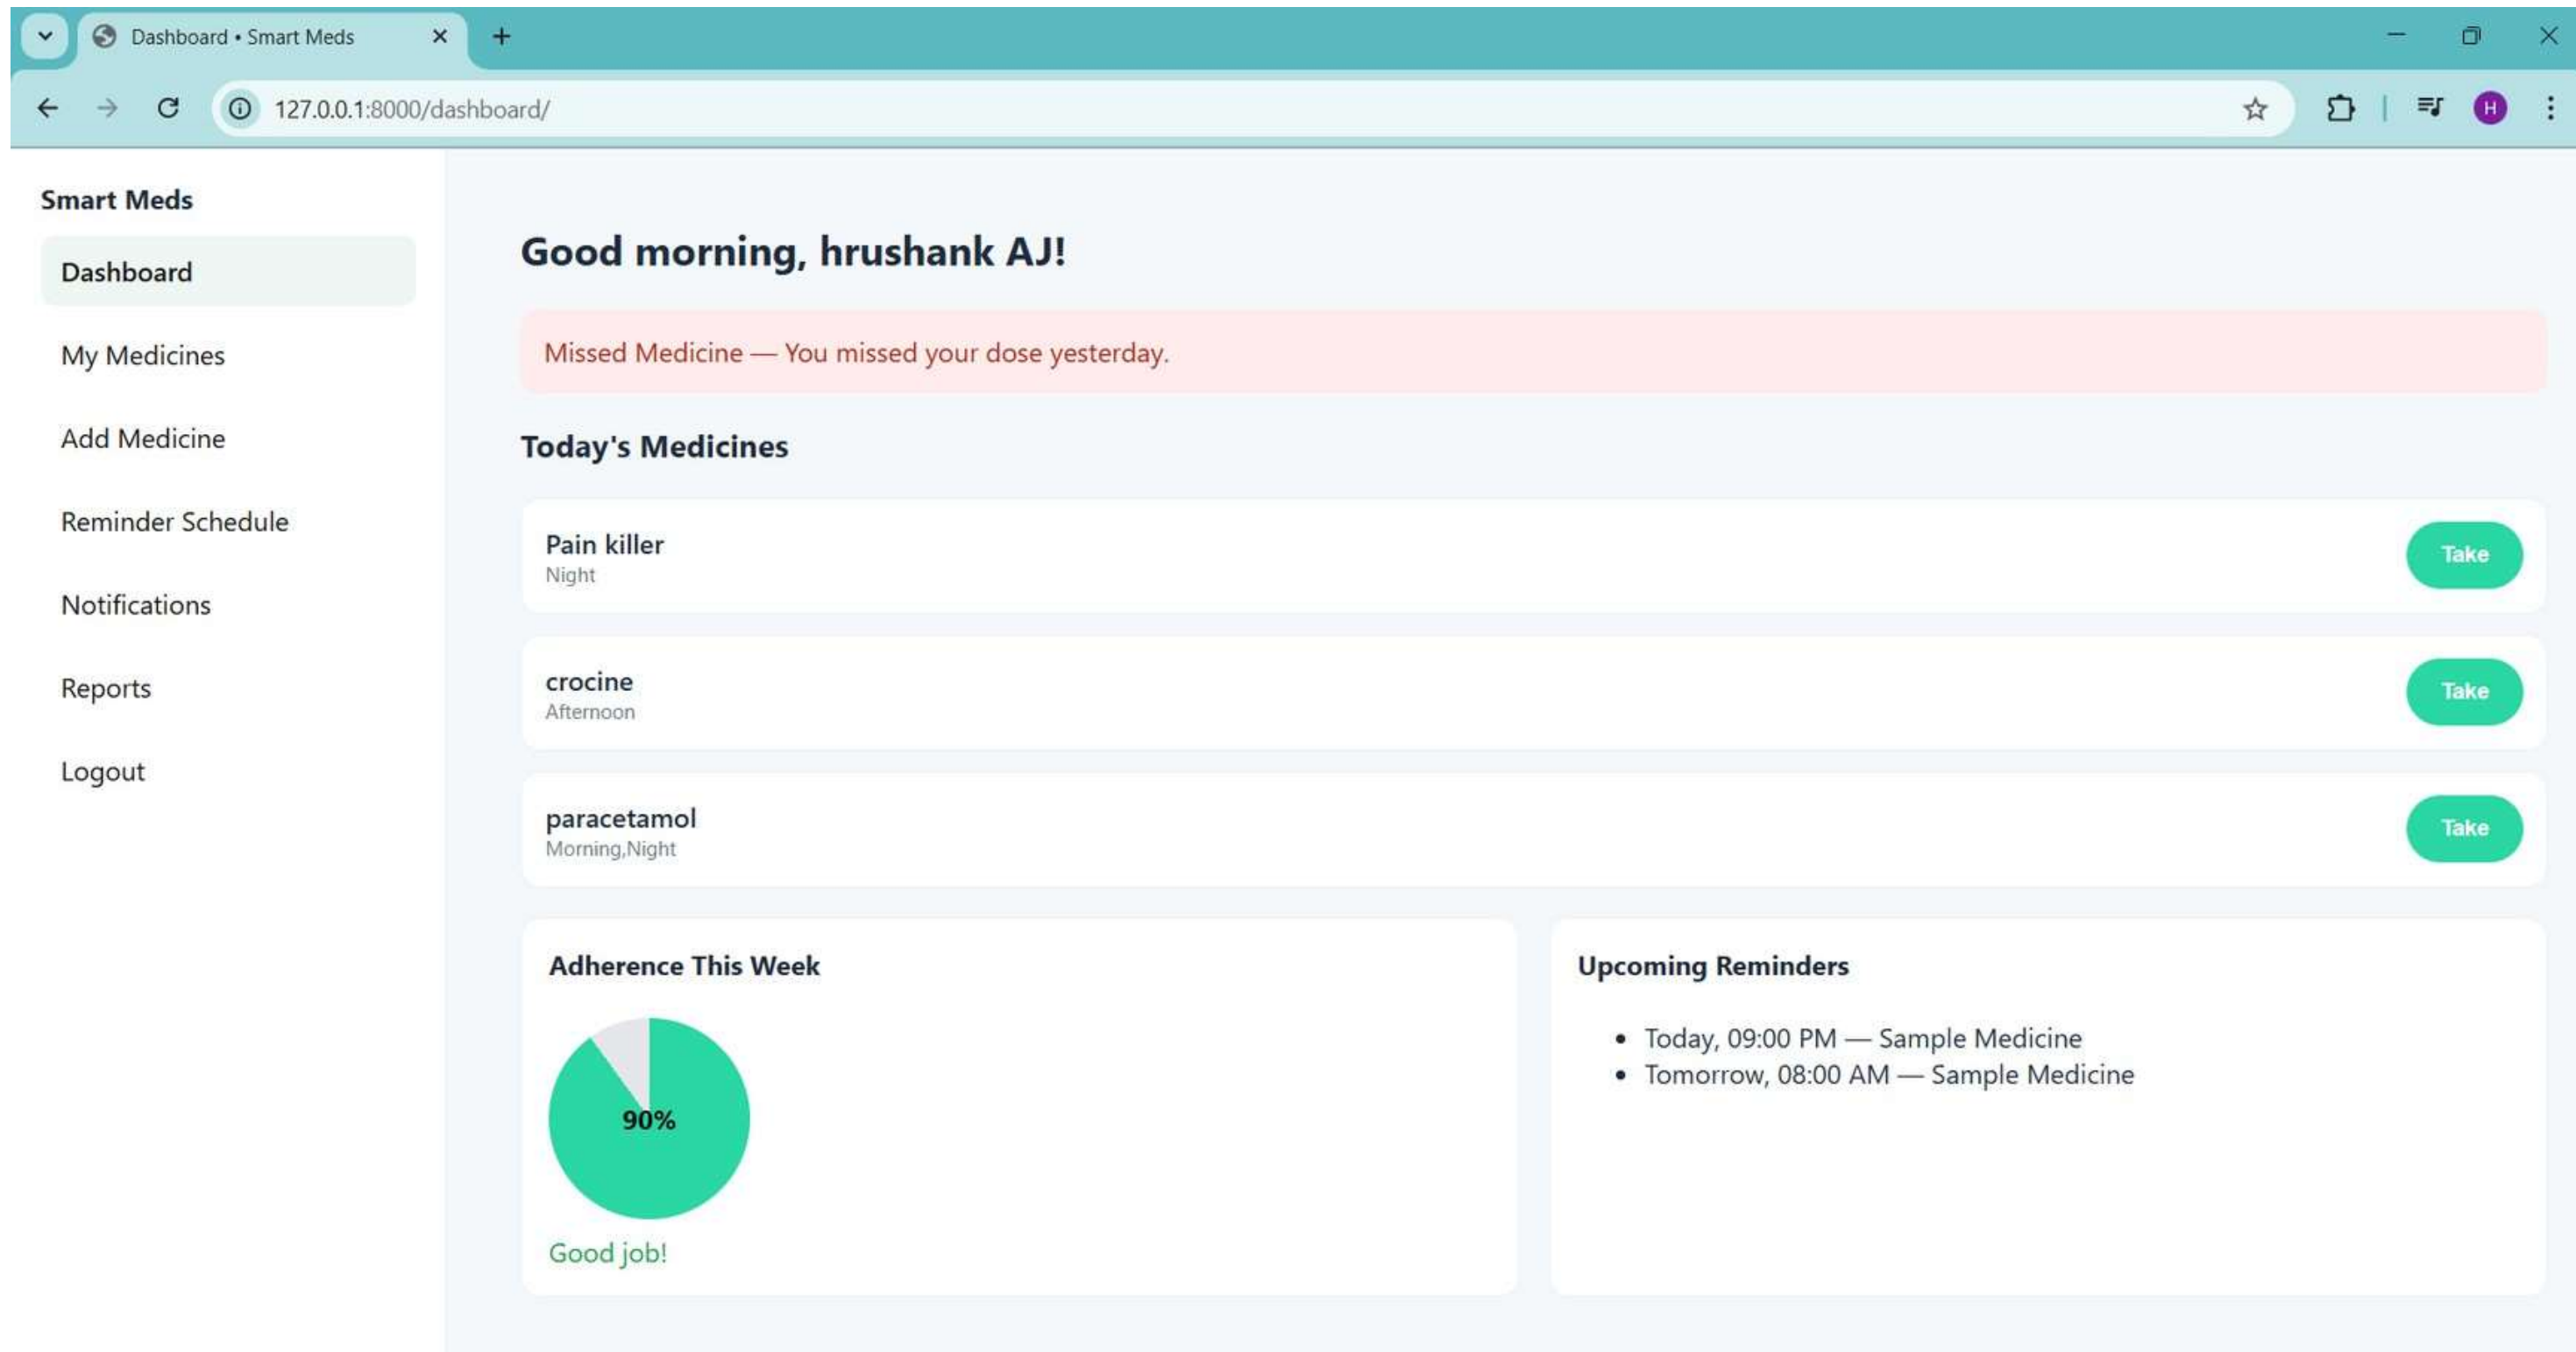 Dashboard • Smart Meds
127.0.0.1:8000/dashboard/
H
Smart Meds
Dashboard
My Medicines
Add Medicine
Reminder Schedule
Notifications
Reports
Logout
Good morning, hrushank AJ!
Missed Medicine — You missed your dose yesterday.
Today's Medicines
Pain killer
Night
Take
crocine
Afternoon
Take
paracetamol
Morning,Night
Take
Adherence This Week
90%
Good job!
Upcoming Reminders
• Today, 09:00 PM — Sample Medicine
• Tomorrow, 08:00 AM — Sample Medicine